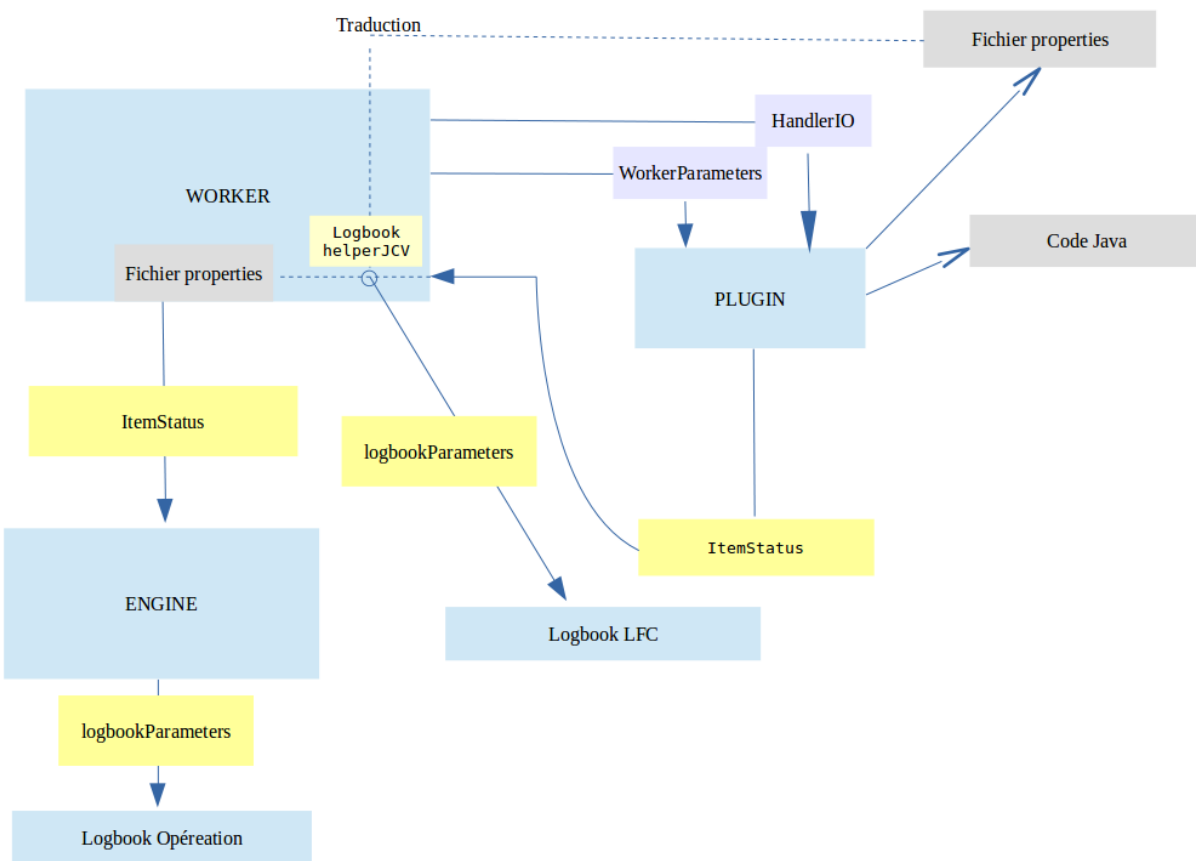 Traduction
Fichier properties
HandlerIO
WorkerParameters
WORKER
Logbook
helperJCV
Fichier properties
Code Java
PLUGIN
ItemStatus
logbookParameters
ItemStatus
ENGINE
Logbook LFC
logbookParameters
Logbook Opéreation